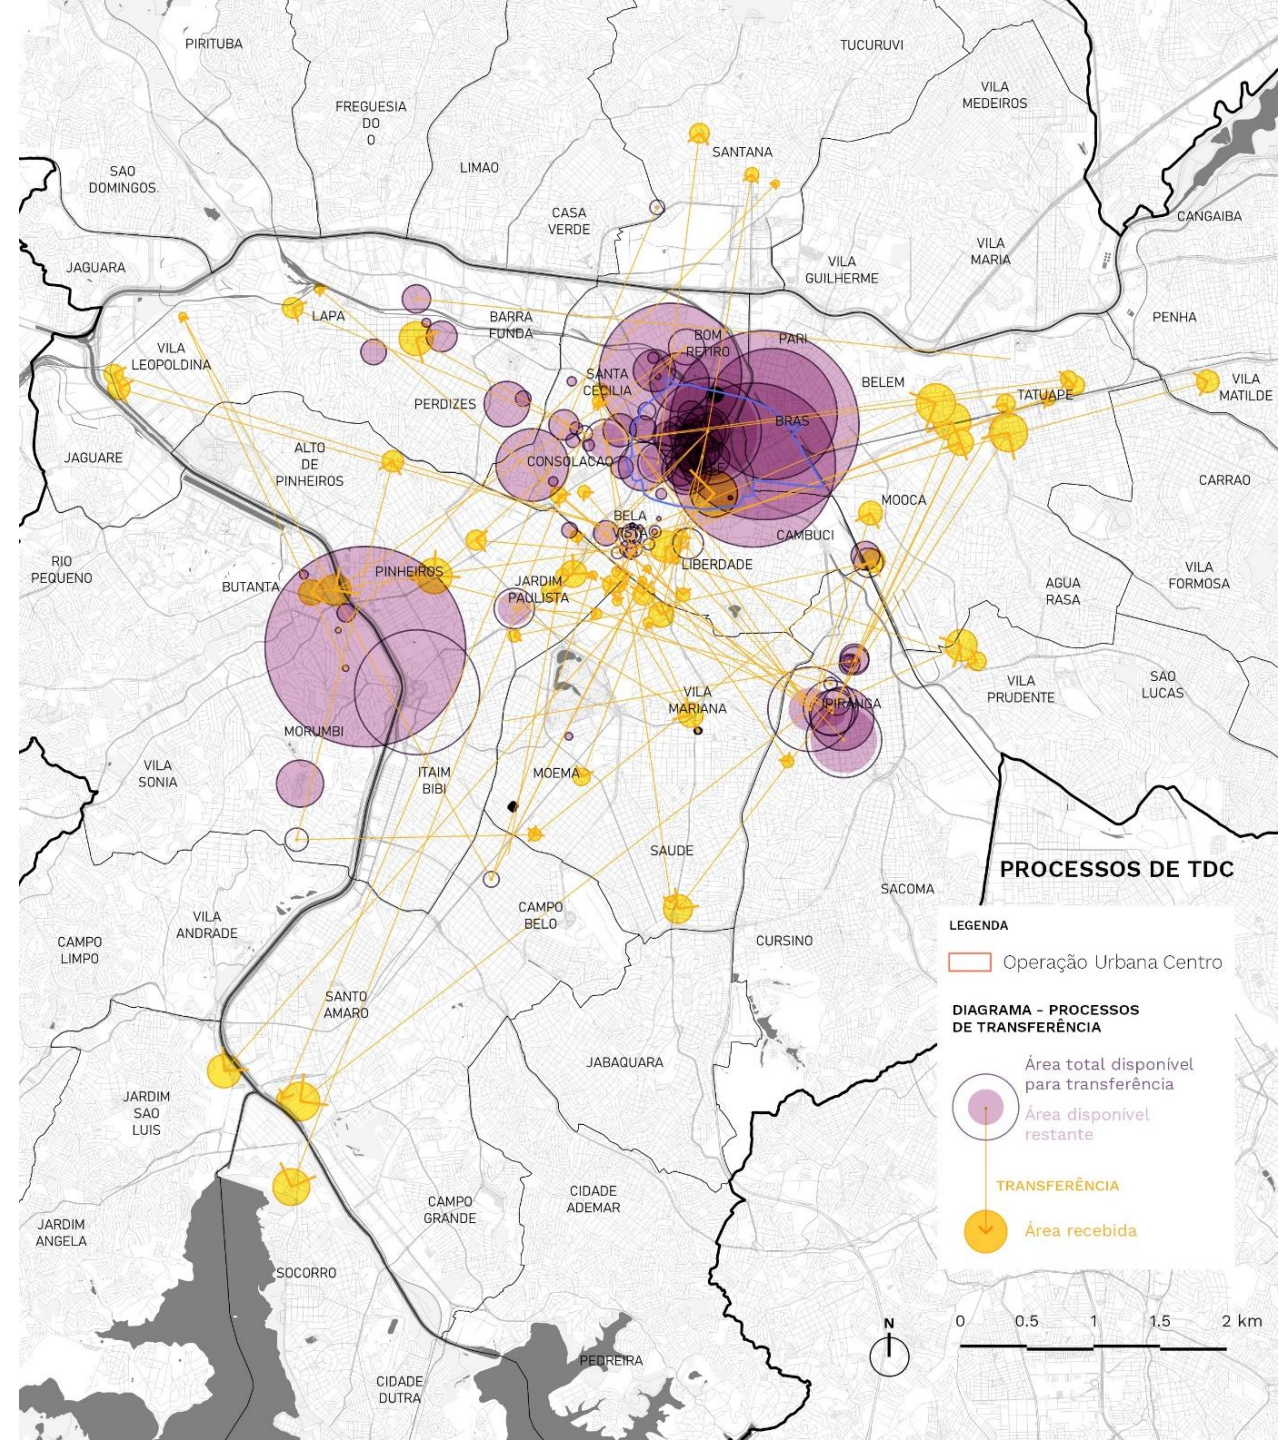 PIRITUBA
TUCURUVI
FREGUESIA
DO
O
VILA
MEDEIROS
SANTANA
LIMAO
SAO
DOMINGOS
CASA
VERDE
CANGAIBA
VILA
MARIA
JAGUARA
VILA
GUILHERME
LAPA
BARRA
FUNDA
PENHA
BOM
RETIRO
PARI
VILA
LEOPOLDINA
SANTA
CECILIA
BELEM
TATUAPE
VILA
MATILDE
PERDIZES
BRAS
JAGUARE
ALTO
DE
PINHEIROS
CONSOLACAO
SE
CARRAO
MOOCA
BELA
VISTA
CAMBUCI
LIBERDADE
RIO
PEQUENO
BUTANTA
PINHEIROS
JARDIM
PAULISTA
AGUA
RASA
VILA
FORMOSA
VILA
MARIANA
IPIRANGA
VILA
PRUDENTE
SAO
LUCAS
MORUMBI
VILA
SONIA
ITAIM
BIBI
MOEMA
SAUDE
SACOMA
PROCESSOS DE TDC
LEGENDA
Operação Urbana Centro
DIAGRAMA - PROCESSOS
DE TRANSFERÊNCIA
Área total disponível
para transferência
Área disponível
restante
TRANSFERÊNCIA
Área recebida
VILA
ANDRADE
CAMPO
BELO
CAMPO
LIMPO
CURSINO
SANTO
AMARO
JABAQUARA
JARDIM
SAO
LUIS
CAMPO
GRANDE
CIDADE
ADEMAR
JARDIM
ANGELA
SOCORRO
N
0 0.5 1 1.5 2 km
PEDREIRA
CIDADE
DUTRA